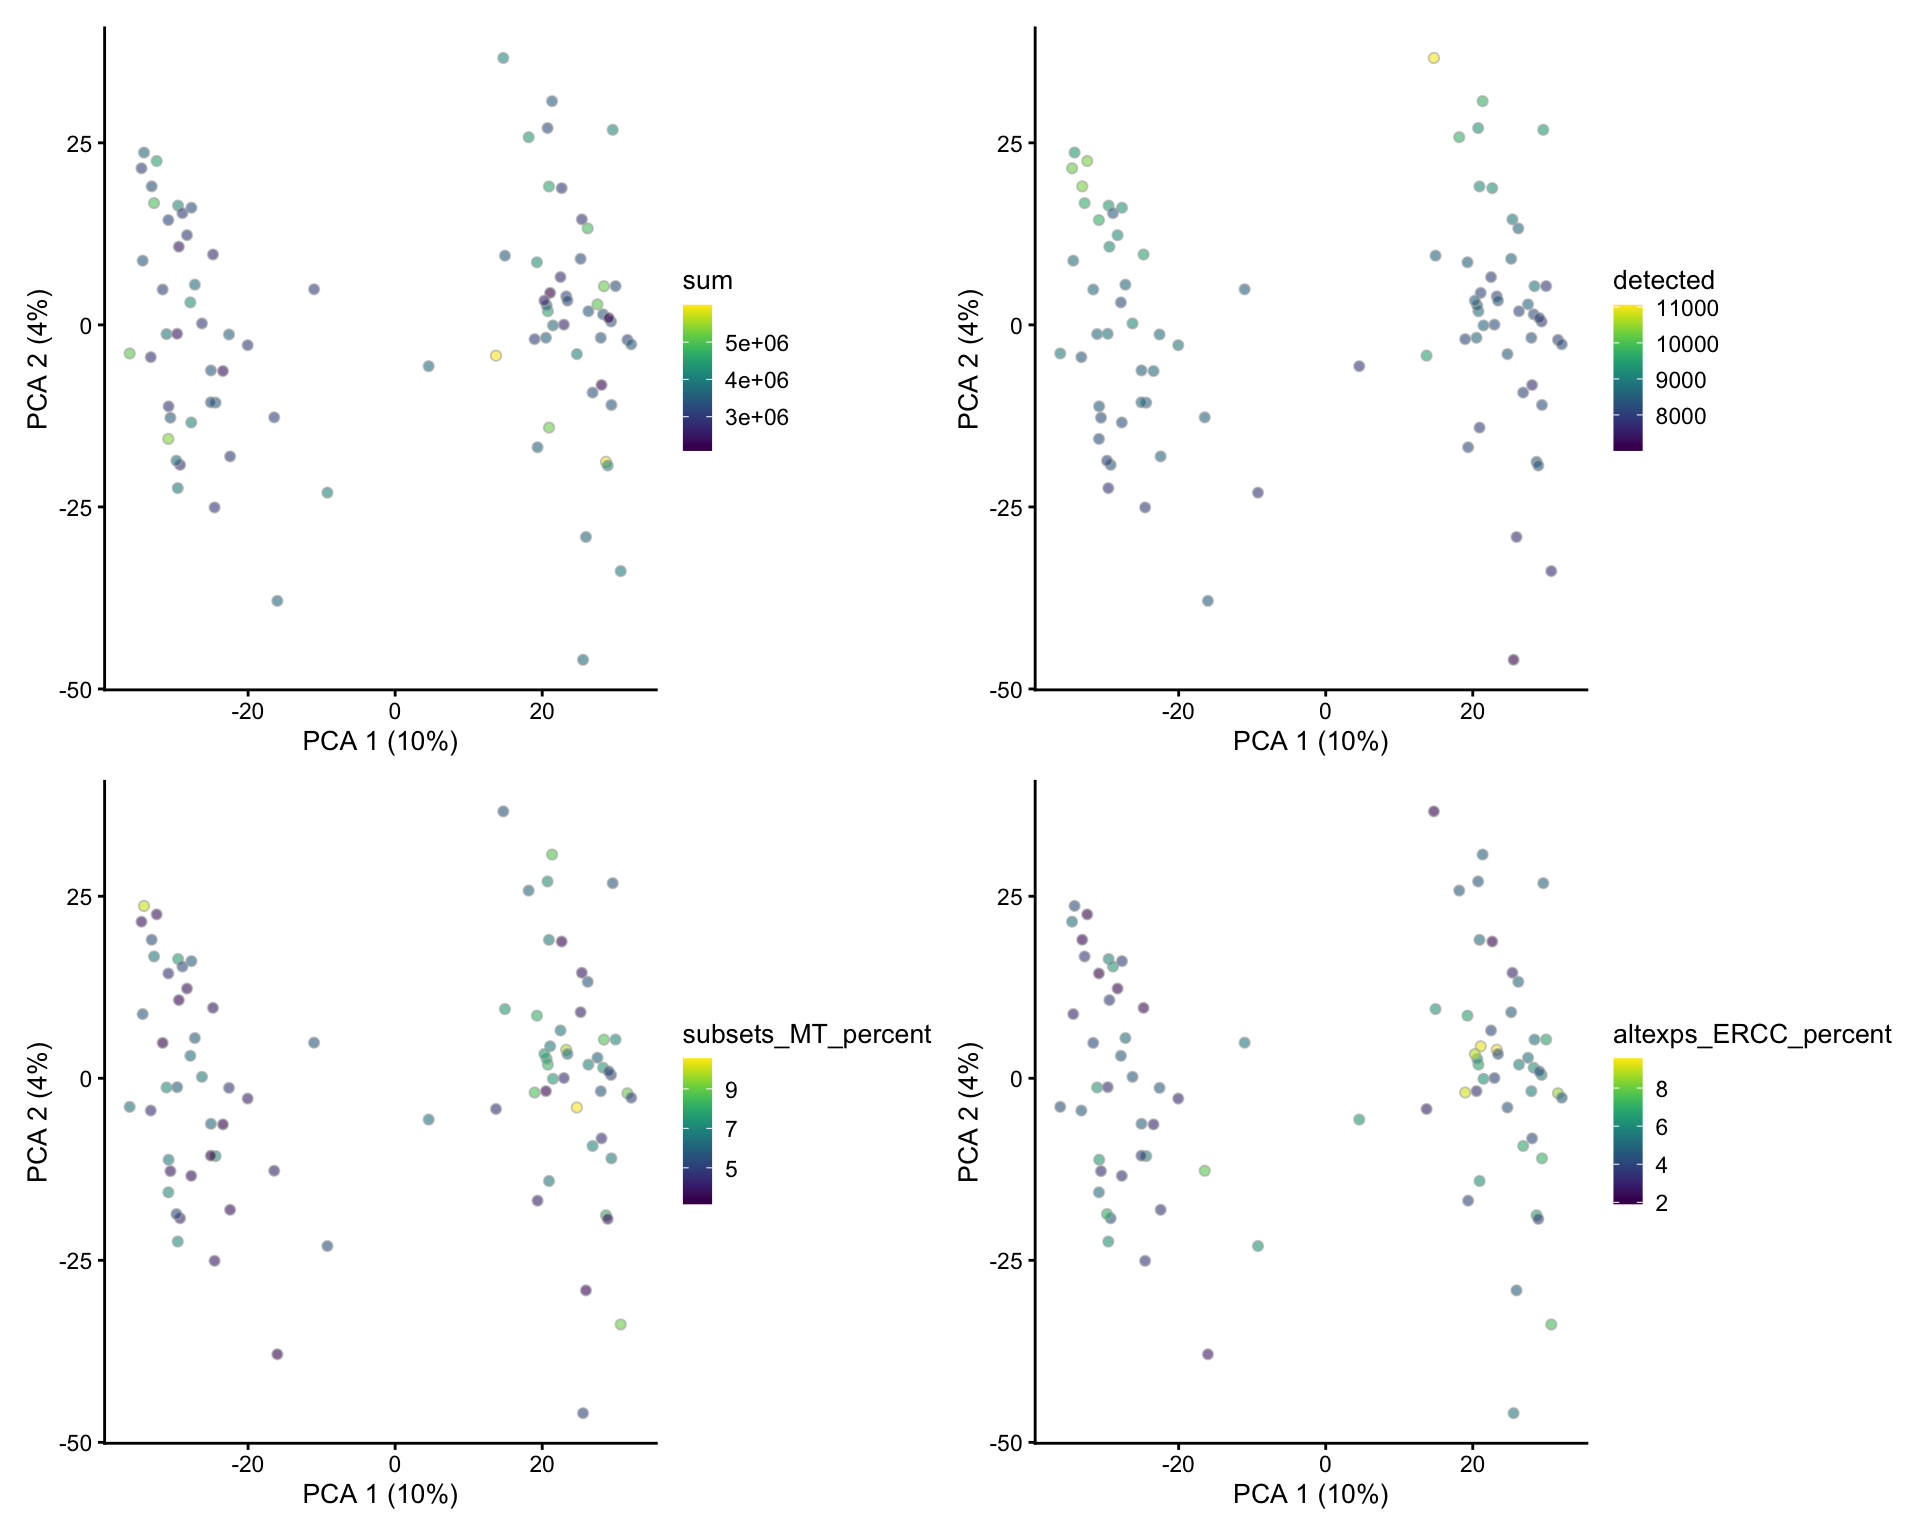 25
0
-25
-50
-20
0
20
PCA 1 (10%)
PCA 2 (4%)
sum
5e+06
4e+06
3e+06
25
0
-25
-50
-20
0
20
PCA 1 (10%)
PCA 2 (4%)
detected
11000
10000
9000
8000
25
0
-25
-50
-20
0
20
PCA 1 (10%)
PCA 2 (4%)
subsets_MT_percent
9
7
5
25
0
-25
-50
-20
0
20
PCA 1 (10%)
PCA 2 (4%)
altexps_ERCC_percent
8
6
4
2